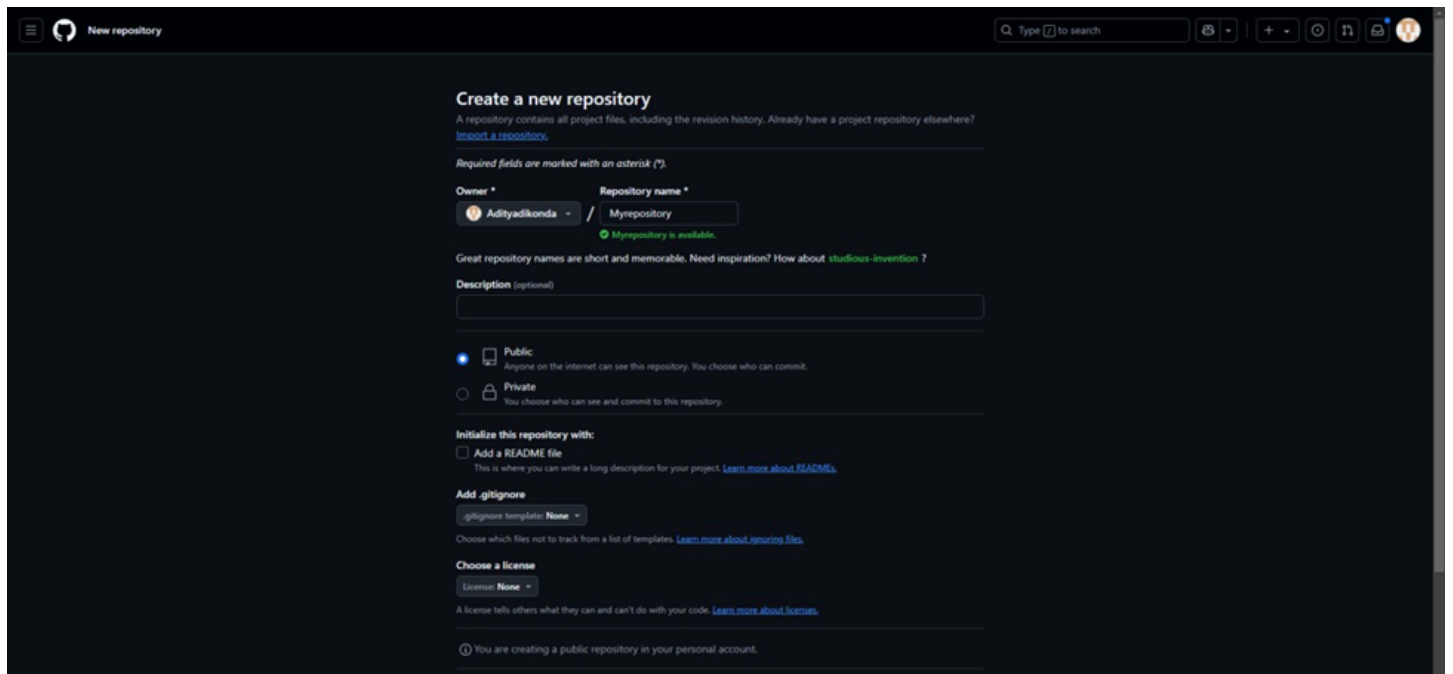 New repository
Type / to search
Create a new repository
A repository contains all project files, including the revision history. Already have a project repository elsewhere?
Import a repository.
Required fields are marked with an asterisk (*).
Owner * Repository name *
Adityadikonda / Myrepository
Myrepository is available.
Great repository names are short and memorable. Need inspiration? How about studious-invention ?
Description (optional)
Public
Anyone on the internet can see this repository. You choose who can commit.
Private
You choose who can see and commit to this repository.
Initialize this repository with:
Add a README file
This is where you can write a long description for your project. Learn more about READMEs.
Add .gitignore
.gitignore template: None
Choose which files not to track from a list of templates. Learn more about ignoring files.
Choose a license
License: None
A license tells others what they can and can't do with your code. Learn more about licenses.
You are creating a public repository in your personal account.